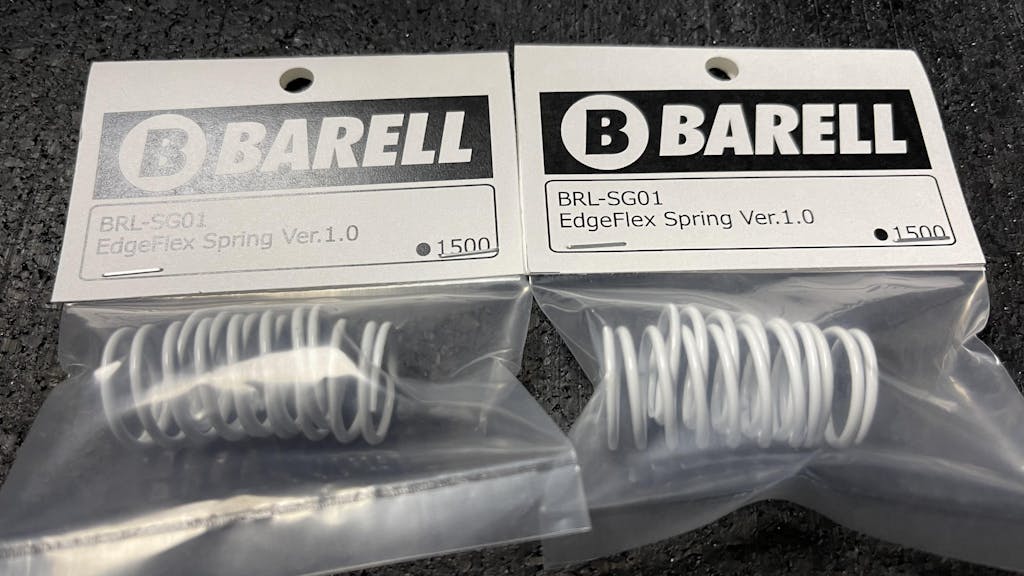 B BARELL
BRL-SG01
EdgeFlex Spring Ver.1.0
●1500
B BARELL
BRL-SG01
EdgeFlex Spring Ver.1.0
●1500